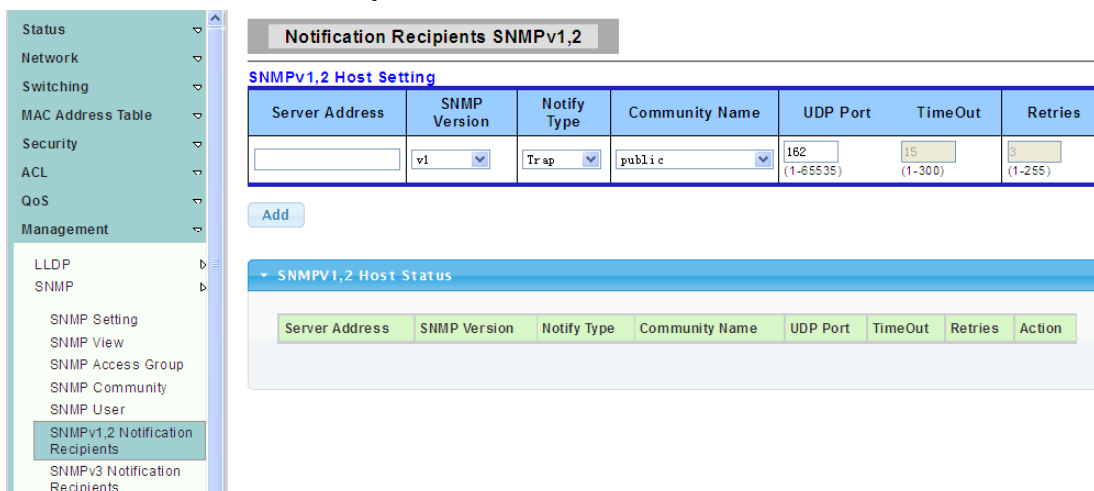 Status
Network
Switching
MAC Address Table
Security
ACL
QoS
Management
LLDP
SNMP
SNMP Setting
SNMP View
SNMP Access Group
SNMP Community
SNMP User
SNMPv1,2 Notification
Recipients
SNMPv3 Notification
Recipients
Notification Recipients SNMPv1,2
SNMPv1,2 Host Setting
Server Address SNMP Version Notify Type Community Name UDP Port TimeOut Retries
v1 Trap public 162 15 3
(1-65535) (1-300) (1-255)
Add
SNMPV1,2 Host Status
Server Address SNMP Version Notify Type Community Name UDP Port TimeOut Retries Action